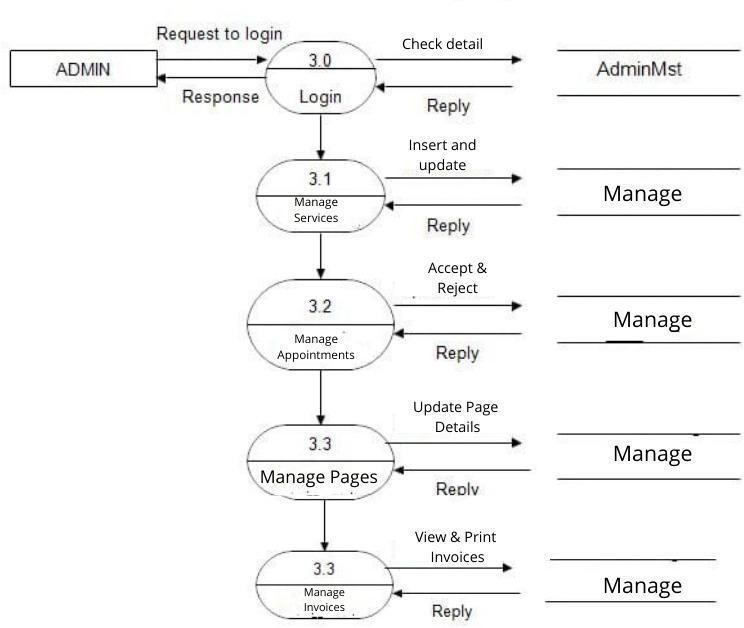 Request to login
Check detail
ADMIN
3.0
AdminMst
Response
Login
Reply
Insert and
update
3.1
Manage
Services
Manage
Reply
Accept &
Reject
3.2
Manage
Manage
Appointments
Reply
Update Page
Details
3.3
Manage
Manage Pages
Reply
View & Print
Invoices
3.3
Manage
Manage
Invoices
Reply